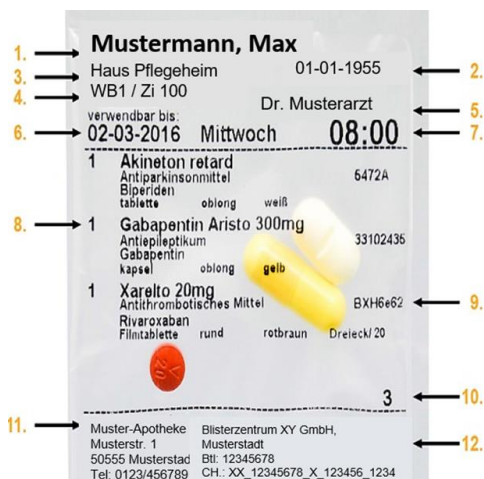 1. Mustermann, Max
3. Haus Pflegeheim 01-01-1955 2.
4. WB1 / Zi 100
Dr. Musterarzt 5.
verwendbar bis:
6. 02-03-2016 Mittwoch 08:00 7.
1 Akineton retard
Antiparkinsonmittel 6472A
Biperiden
tablette oblong weiß
8. 1 Gabapentin Aristo 300mg
Antiepileptikum 33102435
Gabapentin
kapsel oblong gelb
1 Xarelto 20mg
Antithrombotisches Mittel BXH6e62 9.
Rivaroxaban
Filmtablette rund rotbraun Dreieck/ 20
20
3 10.
11. Muster-Apotheke Blisterzentrum XY GmbH,
Musterstr. 1 Musterstadt 12.
50555 Musterstad Btl: 12345678
Tel: 0123/456789 CH.: XX_12345678_X_123456_1234